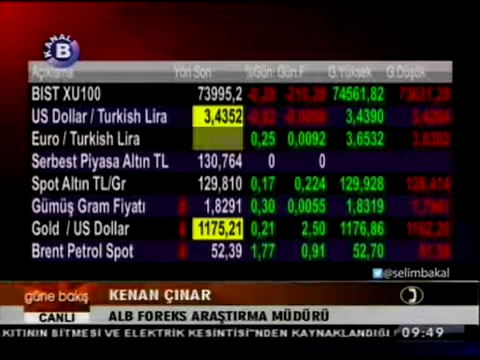 KANAL B
Açıklama Yön Son %Gün Gün.F G.Yüksek G.Düşük
BIST XU100 73995,2 74561,82
US Dollar / Turkish Lira 3,4352 3,4390
Euro / Turkish Lira 0,25 0,0092 3,6532
Serbest Piyasa Altın TL 130,764 0 0
Spot Altın TL/Gr 129,810 0,17 0,224 129,928
Gümüş Gram Fiyatı 1,8291 0,30 0,0055 1,8319
Gold / US Dollar 1175,21 0,21 2,50 1176,86
Brent Petrol Spot 52,39 1,77 0,91 52,70
@selimbakal
güne bakış KENAN ÇINAR
CANLI ALB FOREKS ARAŞTIRMA MÜDÜRÜ
KITININ BİTMESİ VE ELEKTRİK KESİNTİSİ'NDEN KAYNAKLANDIĞI 09:49